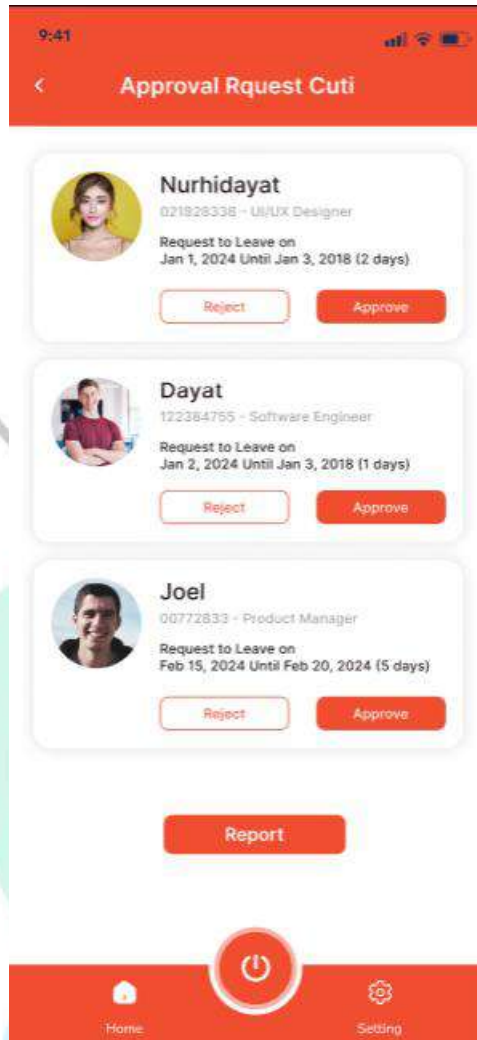 9:41
Approval Rquest Cuti
Nurhidayat
021828338 - UI/UX Designer
Request to Leave on
Jan 1, 2024 Until Jan 3, 2018 (2 days)
Reject
Approve
Dayat
122384755 - Software Engineer
Request to Leave on
Jan 2, 2024 Until Jan 3, 2018 (1 days)
Reject
Approve
Joel
00772833 - Product Manager
Request to Leave on
Feb 15, 2024 Until Feb 20, 2024 (5 days)
Reject
Approve
Report
Home
Setting